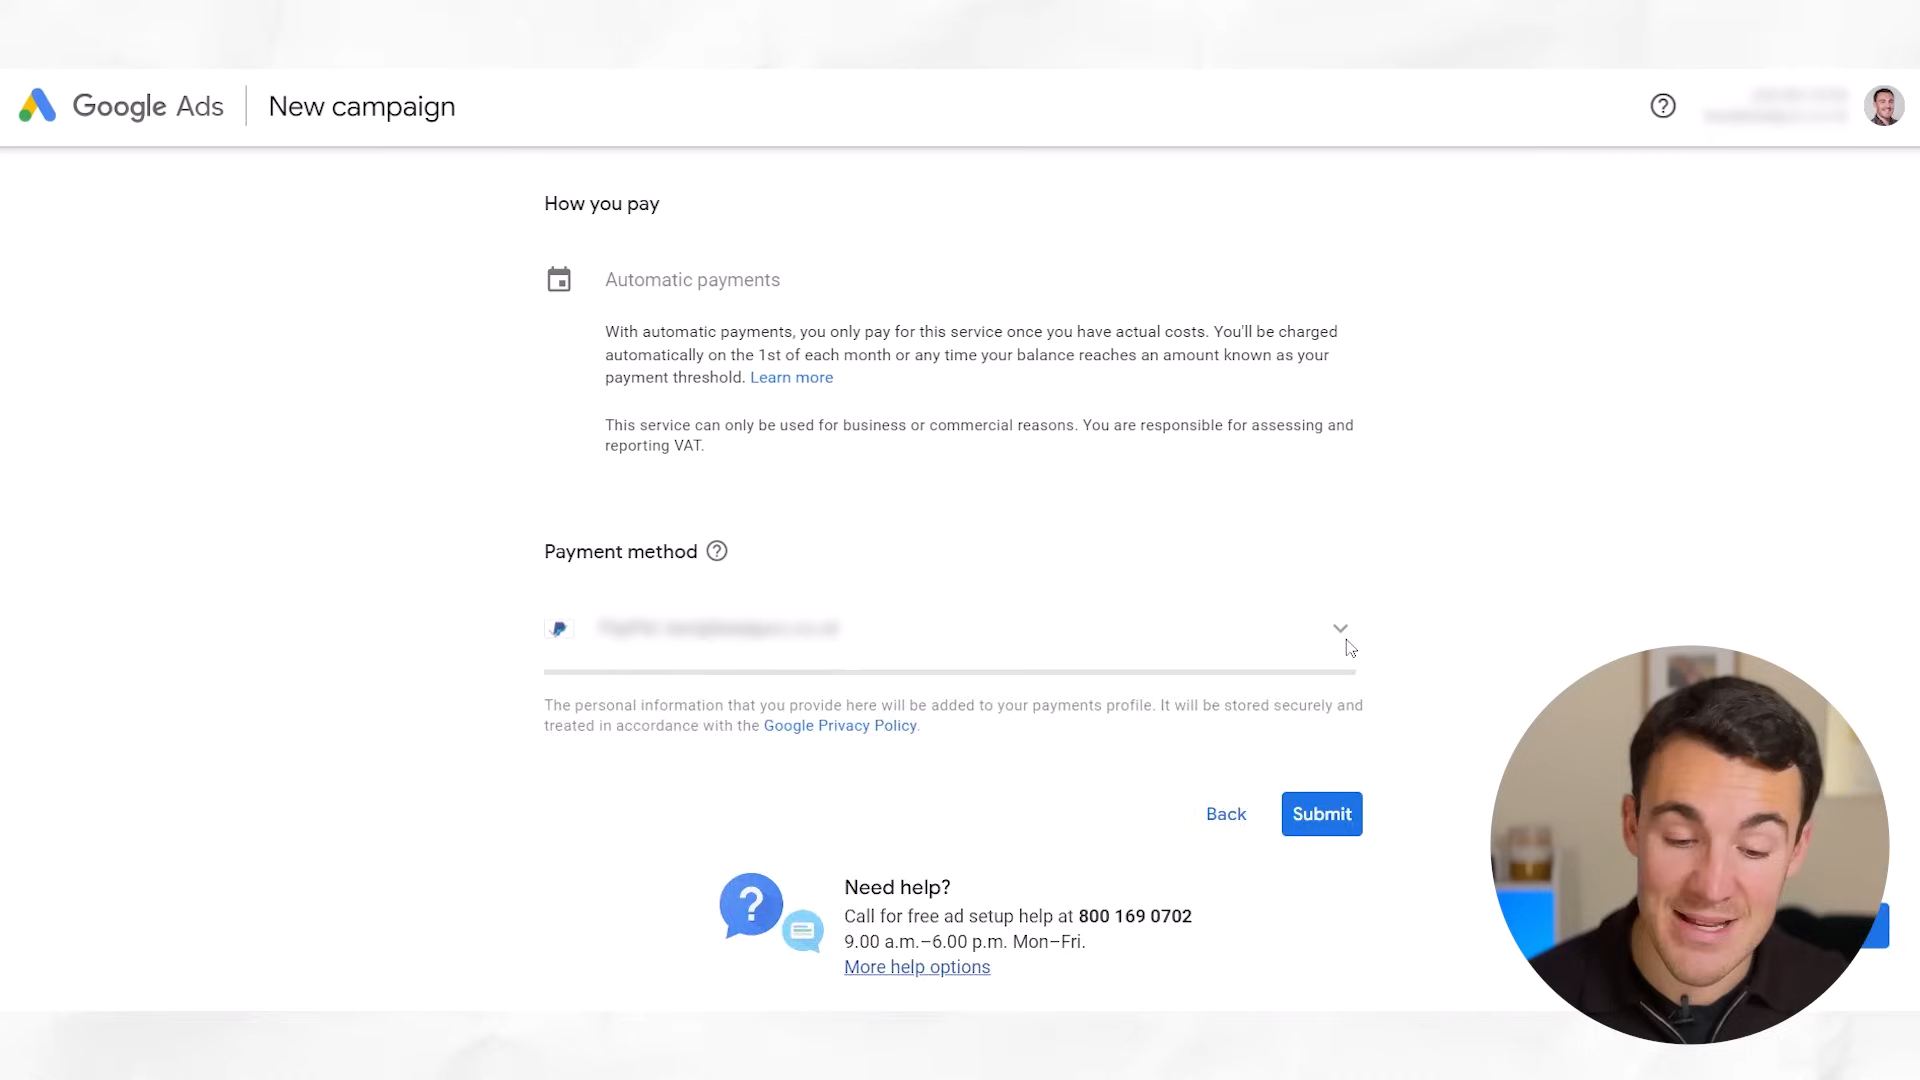 Google Ads
New campaign
How you pay
Automatic payments
With automatic payments, you only pay for this service once you have actual costs. You'll be charged
automatically on the 1st of each month or any time your balance reaches an amount known as your
payment threshold. Learn more
This service can only be used for business or commercial reasons. You are responsible for assessing and
reporting VAT.
Payment method
The personal information that you provide here will be added to your payments profile. It will be stored securely and
treated in accordance with the Google Privacy Policy.
Back
Submit
Need help?
Call for free ad setup help at 800 169 0702
9.00 a.m.–6.00 p.m. Mon–Fri.
More help options